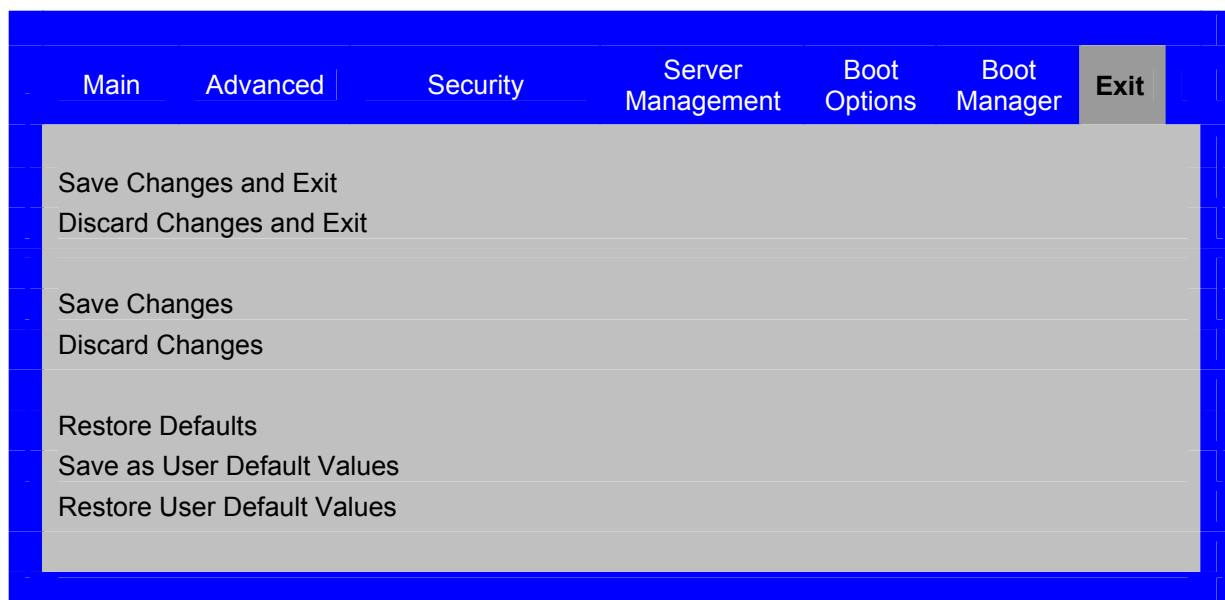 Main Advanced Security Server Management Boot Options Boot Manager Exit
Save Changes and Exit
Discard Changes and Exit
Save Changes
Discard Changes
Restore Defaults
Save as User Default Values
Restore User Default Values